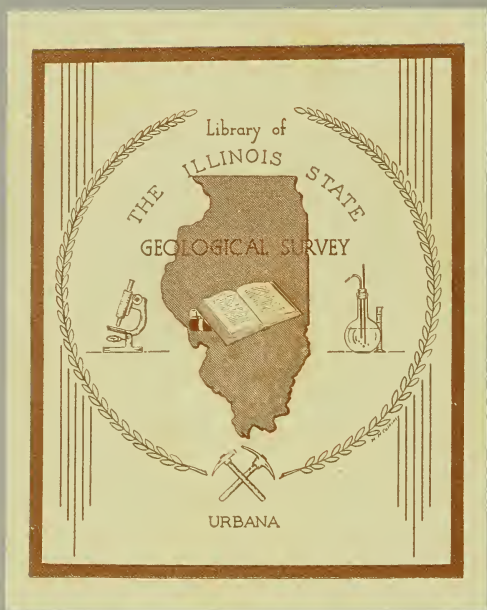 Library of
THE ILLINOIS STATE
GEOLOGICAL SURVEY
URBANA